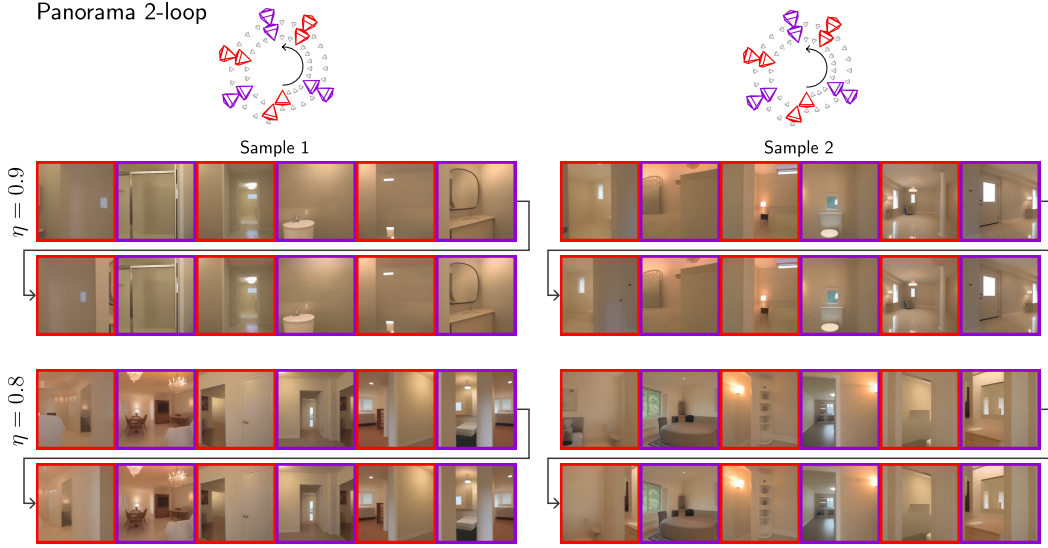 Panorama 2-loop
Sample 1
Sample 2
η = 0.9
η = 0.8